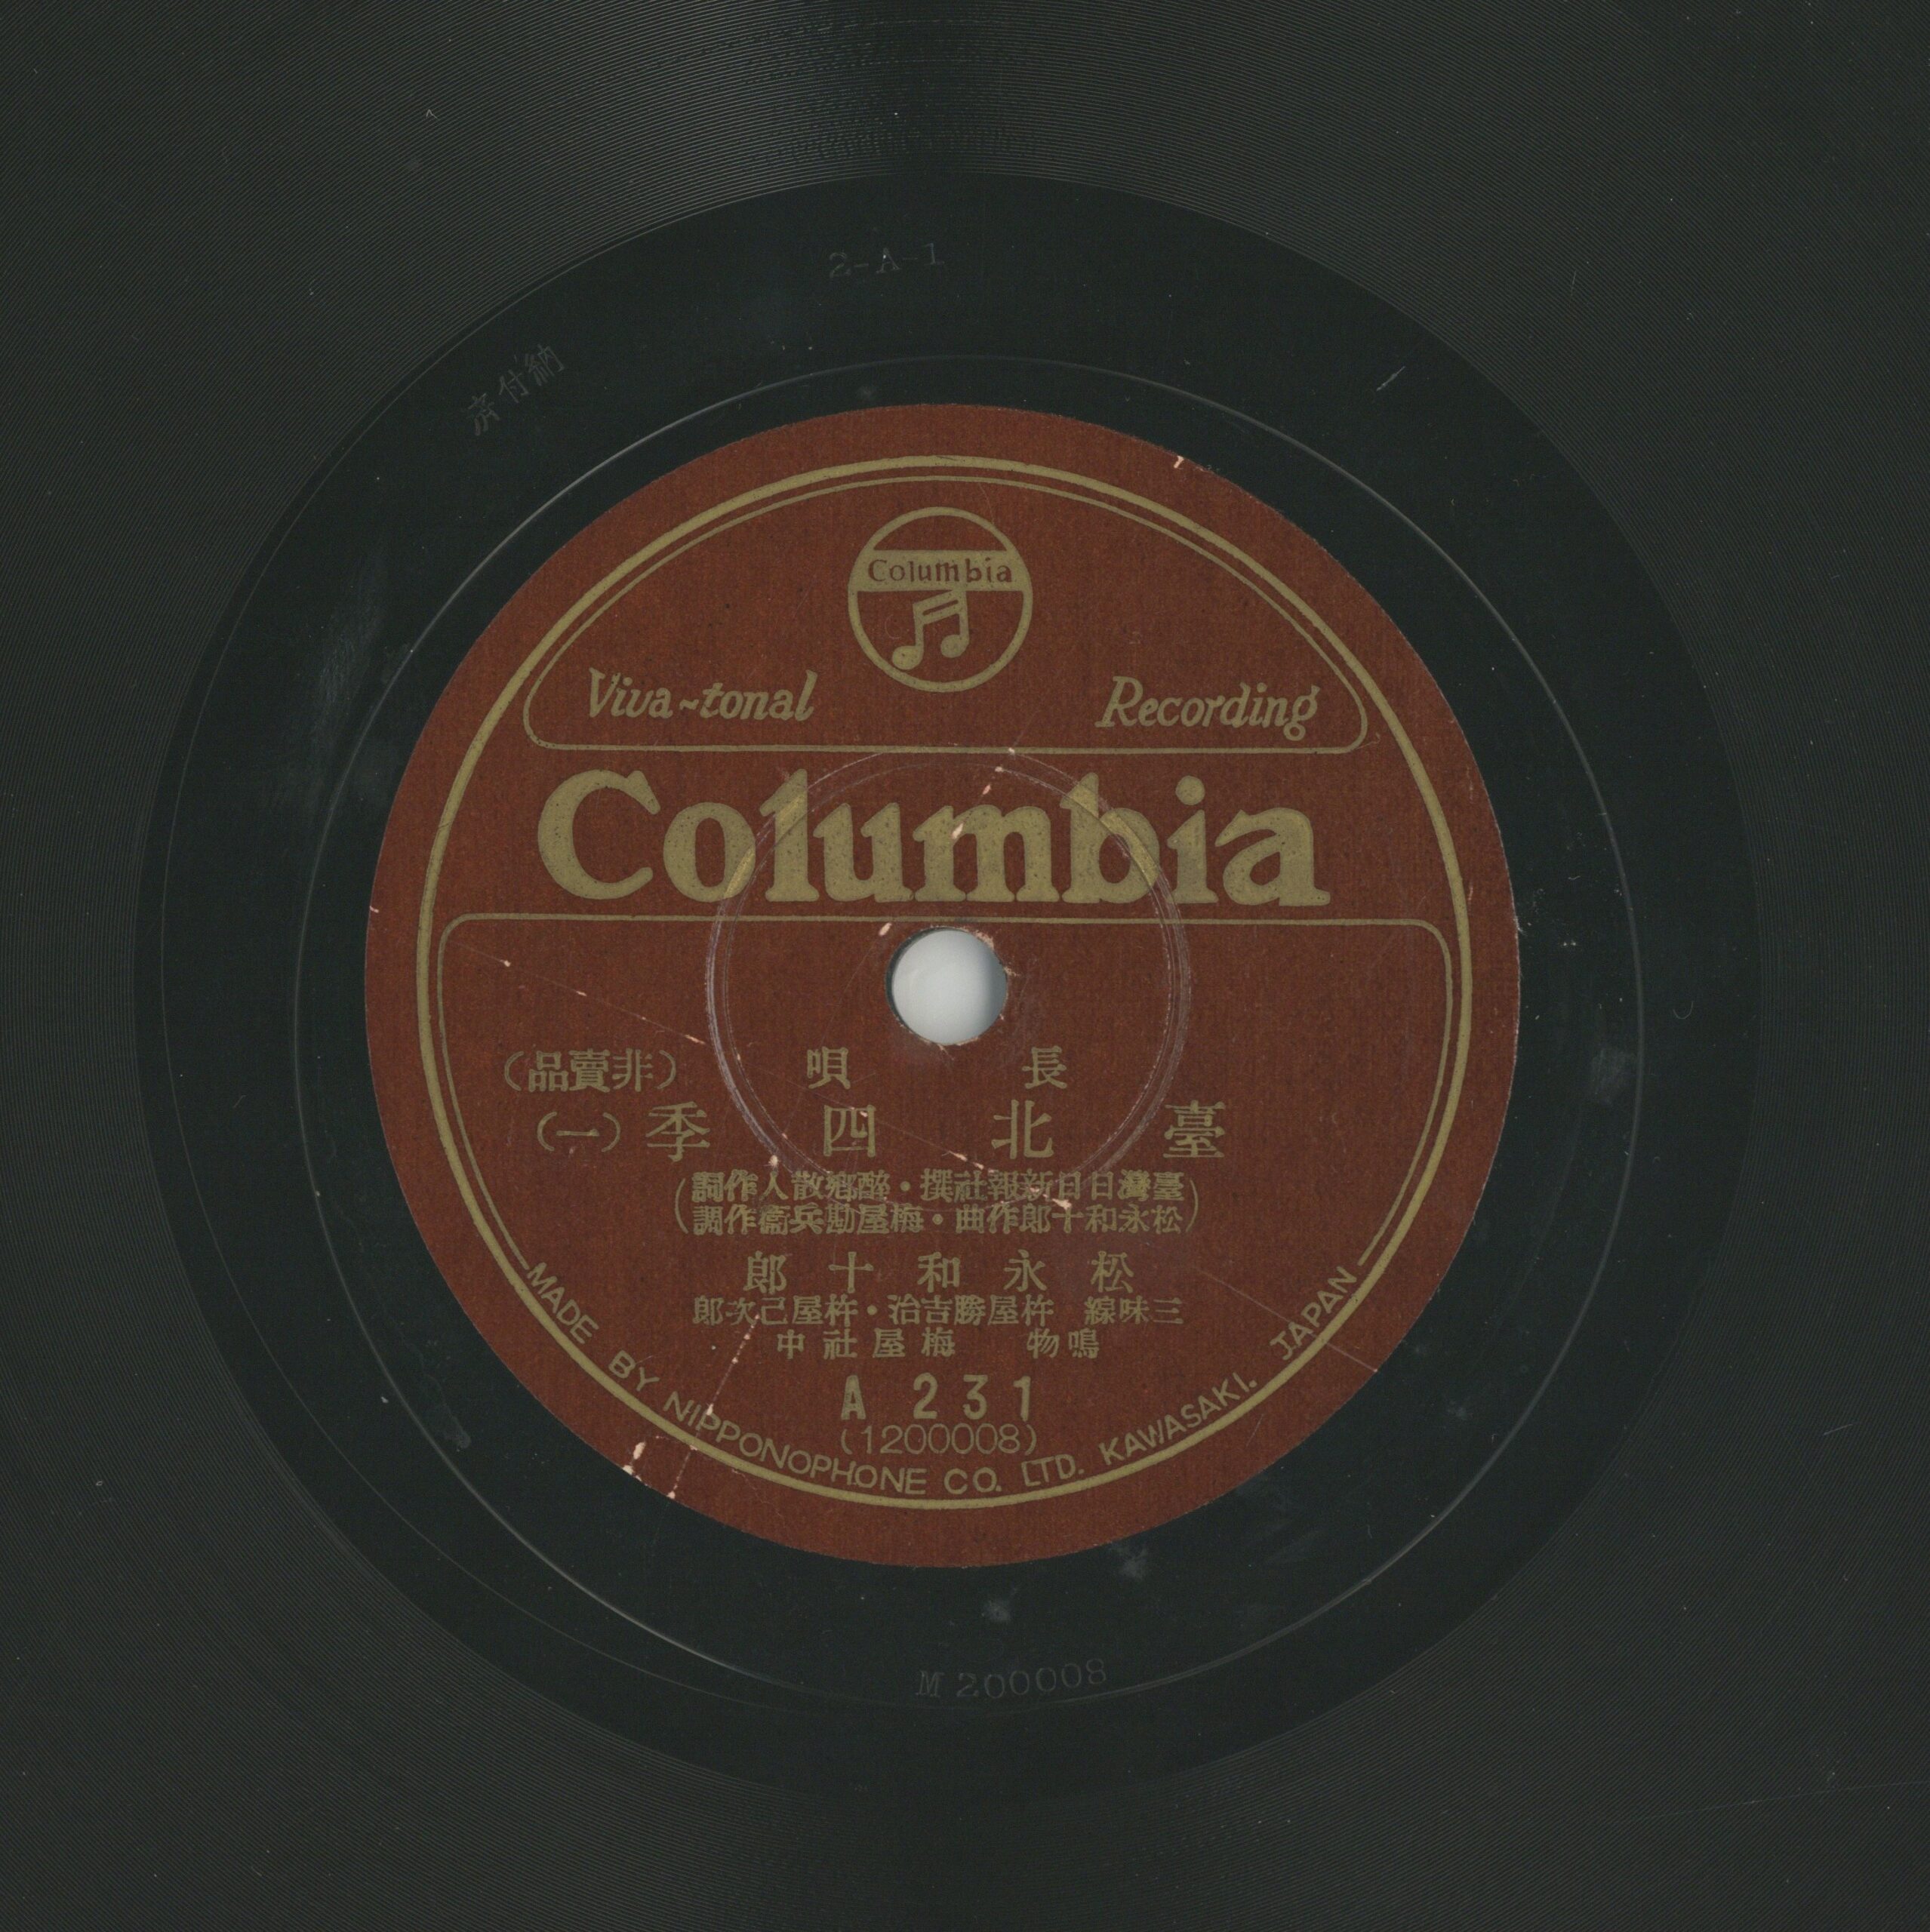 2-A-1
納付済
Columbia
Viva-tonal Recording
Columbia
長唄 (非賣品)
臺北四季 (一)
(臺灣日日新報社撰・醉鄉散人作詞)
(松永和十郎作曲・梅屋勘兵衞作調)
松永和十郎
三味線 杵屋勝吉治・杵屋己次郎
鳴物 梅屋社中
A 231
(1200008)
MADE BY NIPPONOPHONE CO. LTD. KAWASAKI. JAPAN
M 200008